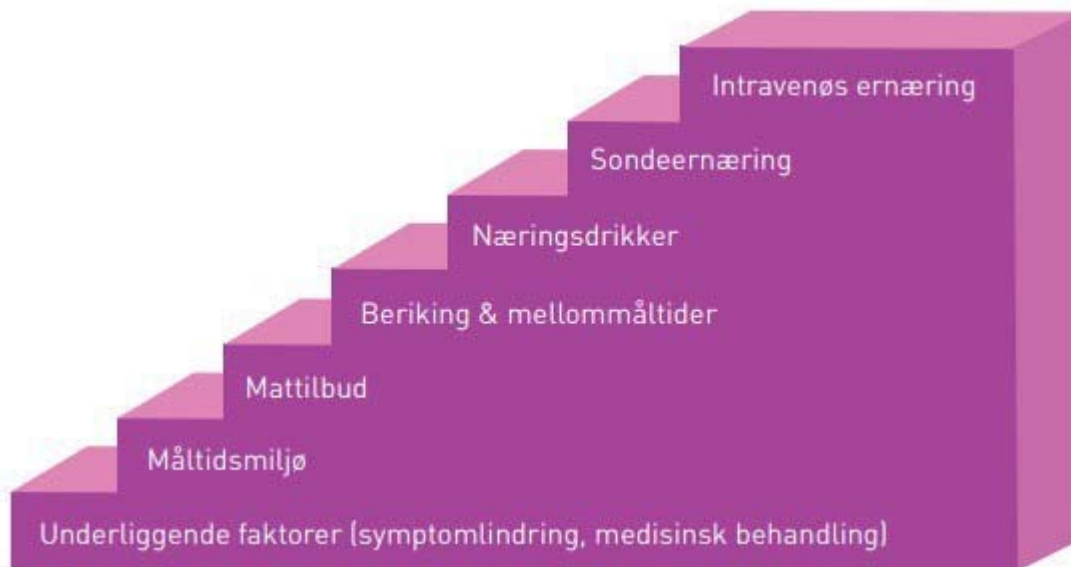 Intravenøs ernæring
Sondeernæring
Næringsdrikker
Beriking & mellommåltider
Mattilbud
Måltidsmiljø
Underliggende faktorer (symptomlindring, medisinsk behandling)